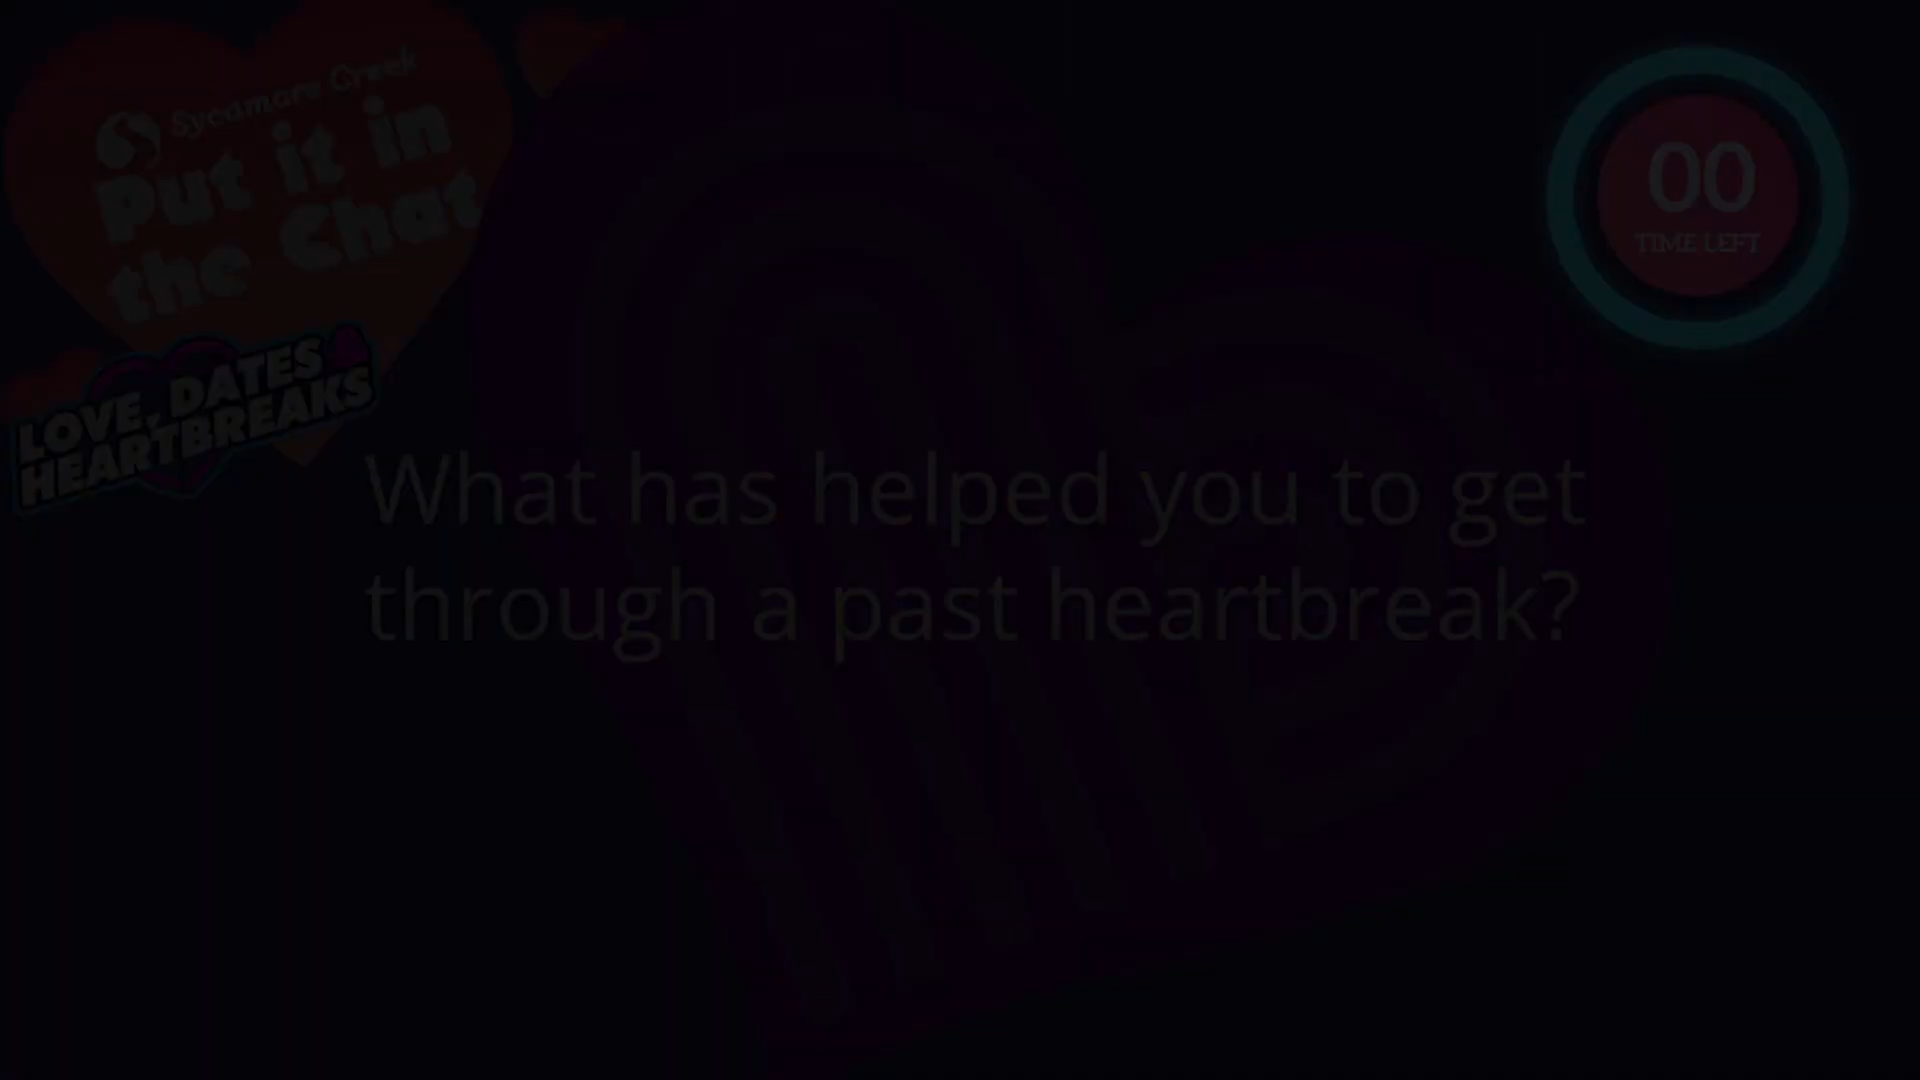 Sycamore Creek
Put it in
the Chat
LOVE, DATES
HEARTBREAKS
00
TIME LEFT
What has helped you to get
through a past heartbreak?